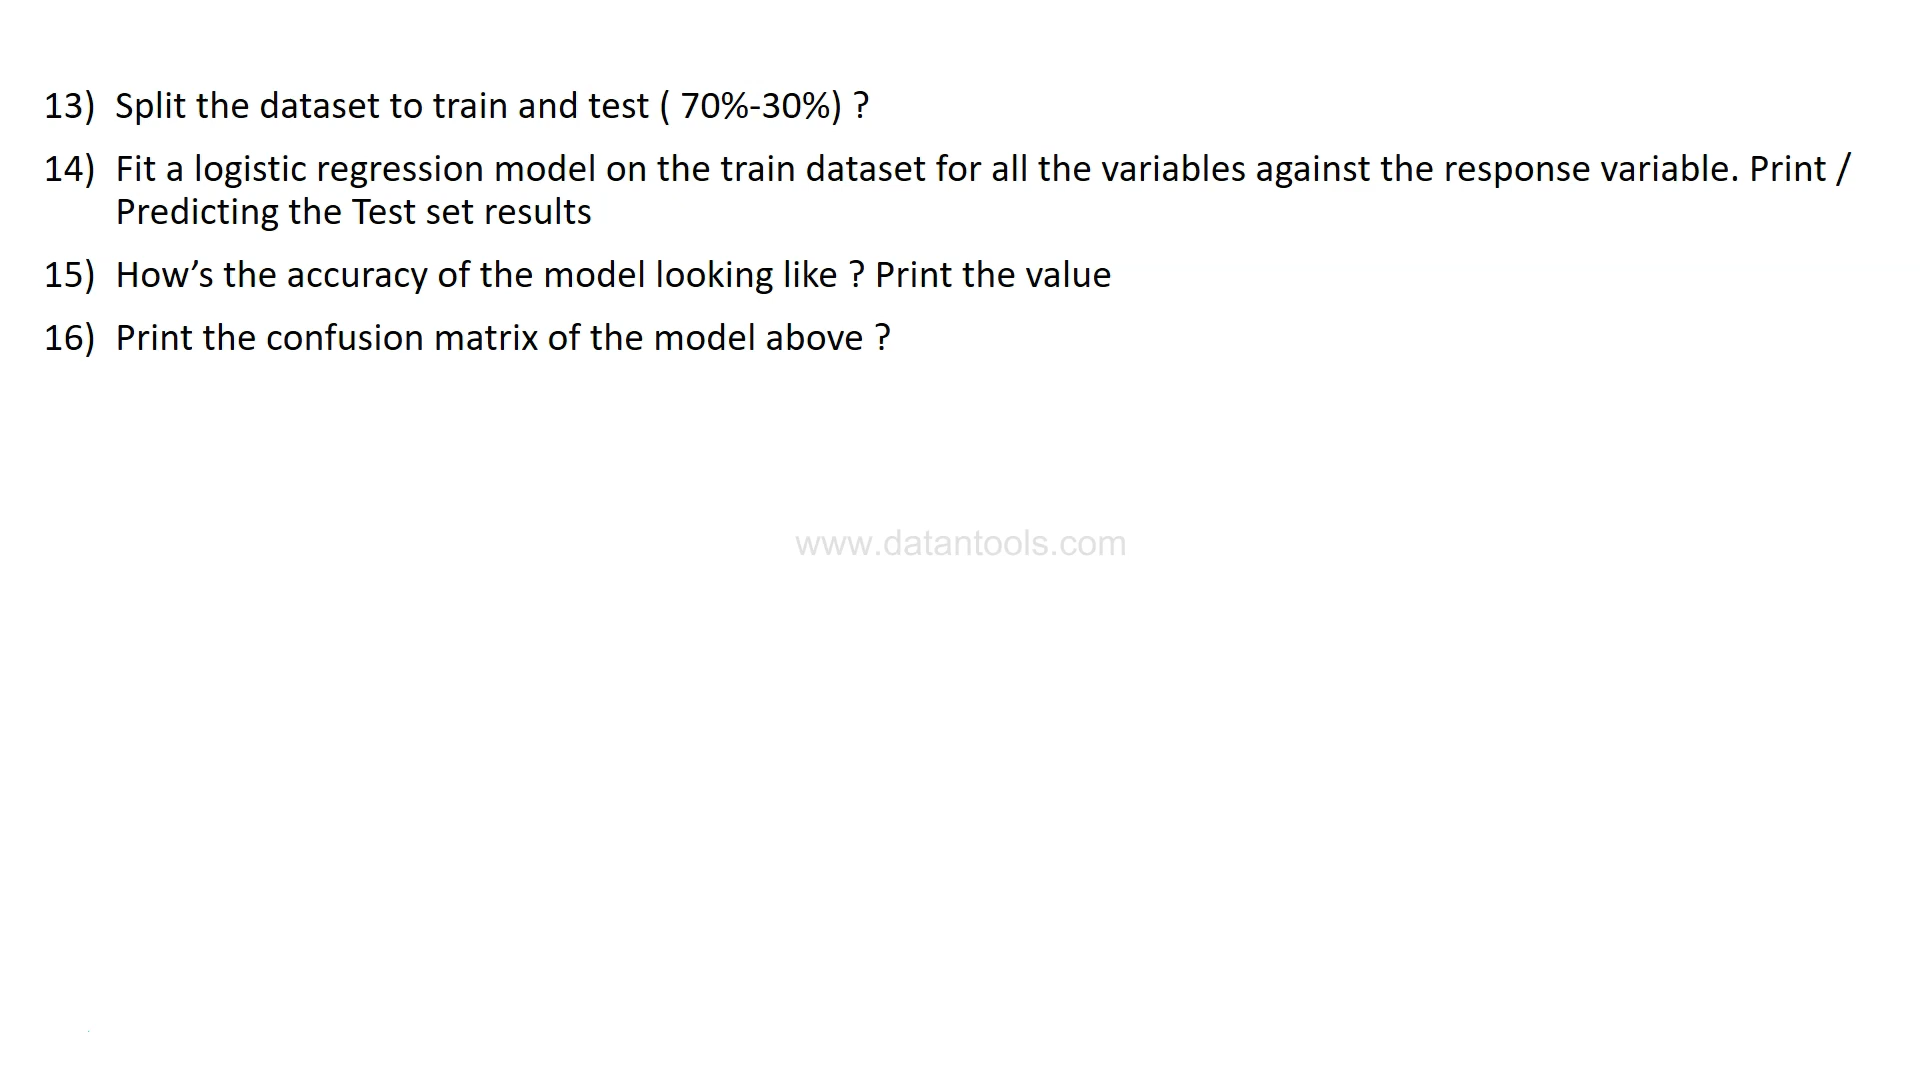 13) Split the dataset to train and test ( 70%-30%) ?
14) Fit a logistic regression model on the train dataset for all the variables against the response variable. Print /
Predicting the Test set results
15) How’s the accuracy of the model looking like ? Print the value
16) Print the confusion matrix of the model above ?
www.datantools.com